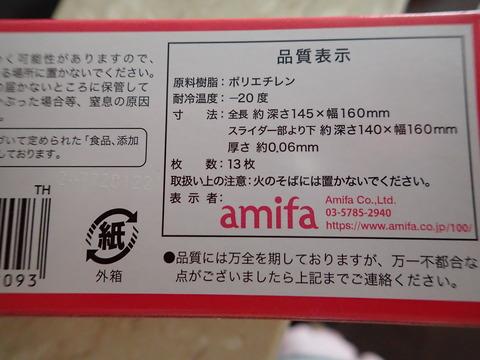 く可能性がありますので、
る場所に置かないでください。
の届かないところに保管して
かぶった場合等、窒息の原因
づいて定められた「食品、添加
しております。
TH
093
紙
外箱
品質表示
原料樹脂：ポリエチレン
耐冷温度：−20度
寸　法：全長 約 深さ145×幅160mm
スライダー部より下 約 深さ140×幅160mm
厚さ 約0.06mm
枚　数：13枚
取扱い上の注意：火のそばには置かないでください。
表 示 者：
amifa
Amifa Co.,Ltd.
03-5785-2940
https://www.amifa.co.jp/100/
●品質には万全を期しておりますが、万一不都合な
点がございましたら上記までご連絡ください。